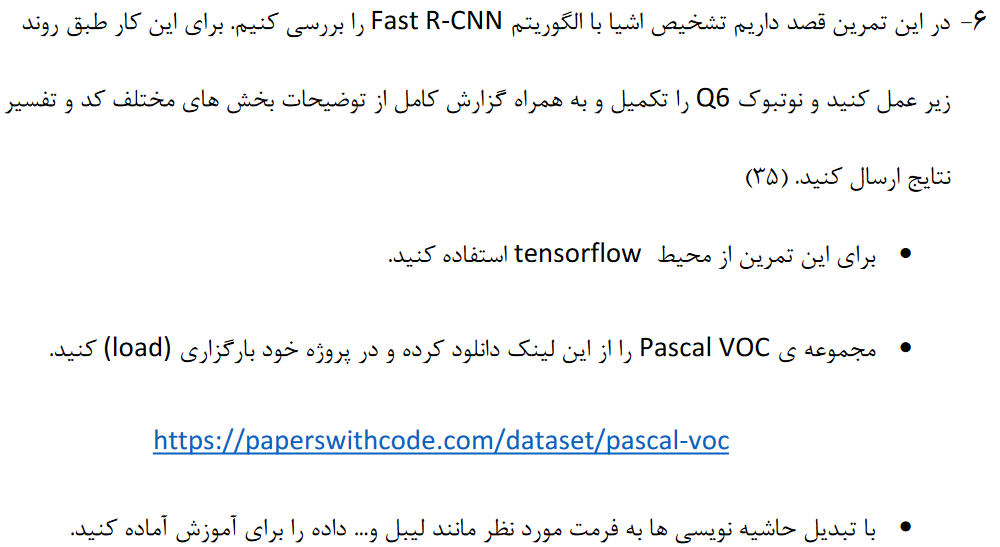 ۶- در این تمرین قصد داریم تشخیص اشیا با الگوریتم Fast R-CNN را بررسی کنیم. برای این کار طبق روند
زیر عمل کنید و نوتبوک Q6 را تکمیل و به همراه گزارش کامل از توضیحات بخش های مختلف کد و تفسیر
نتایج ارسال کنید. (۳۵)
• برای این تمرین از محیط tensorflow استفاده کنید.
• مجموعه ی Pascal VOC را از این لینک دانلود کرده و در پروژه خود بارگزاری (load) کنید.
https://paperswithcode.com/dataset/pascal-voc
• با تبدیل حاشیه نویسی ها به فرمت مورد نظر مانند لیبل و... داده را برای آموزش آماده کنید.